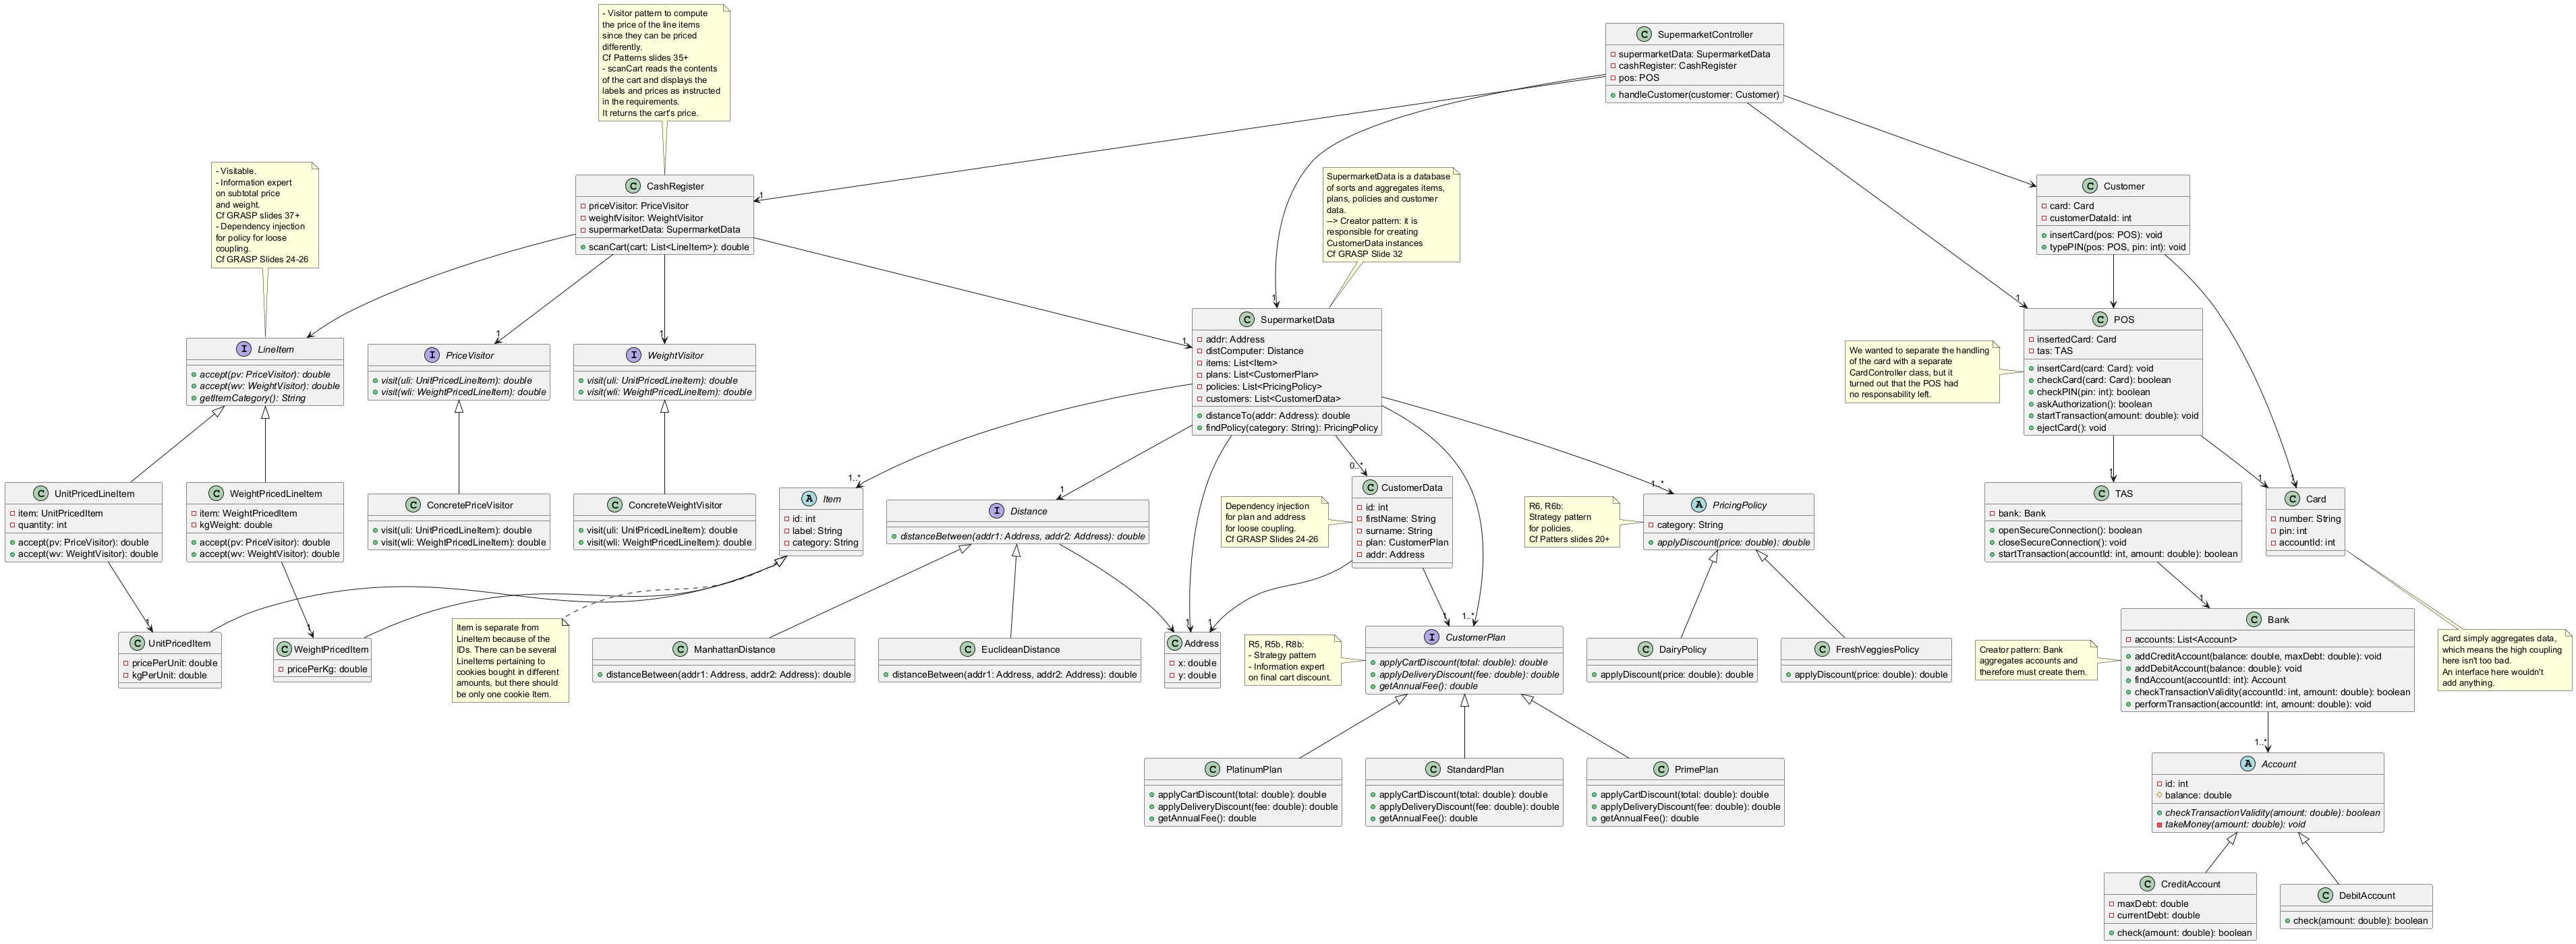 - Visitor pattern to compute
the price of the line items
since they can be priced
differently.
Cf Patterns slides 35+
- scanCart reads the contents
of the cart and displays the
labels and prices as instructed
in the requirements.
It returns the cart's price.
C SupermarketController
supermarketData: SupermarketData
cashRegister: CashRegister
pos: POS
handleCustomer(customer: Customer)
- Visitable.
- Information expert
on subtotal price
and weight.
Cf GRASP slides 37+
- Dependency injection
for policy for loose
coupling.
Cf GRASP Slides 24-26
C CashRegister
priceVisitor: PriceVisitor
weightVisitor: WeightVisitor
supermarketData: SupermarketData
scanCart(cart: List<LineItem>): double
1
SupermarketData is a database
of sorts and aggregates items,
plans, policies and customer
data.
--> Creator pattern: it is
responsible for creating
CustomerData instances
Cf GRASP Slide 32
C Customer
card: Card
customerDataId: int
insertCard(pos: POS): void
typePIN(pos: POS, pin: int): void
I LineItem
accept(pv: PriceVisitor): double
accept(wv: WeightVisitor): double
getItemCategory(): String
1
I PriceVisitor
visit(uli: UnitPricedLineItem): double
visit(wli: WeightPricedLineItem): double
1
I WeightVisitor
visit(uli: UnitPricedLineItem): double
visit(wli: WeightPricedLineItem): double
1
1
C SupermarketData
addr: Address
distComputer: Distance
items: List<Item>
plans: List<CustomerPlan>
policies: List<PricingPolicy>
customers: List<CustomerData>
distanceTo(addr: Address): double
findPolicy(category: String): PricingPolicy
We wanted to separate the handling
of the card with a separate
CardController class, but it
turned out that the POS had
no responsability left.
1
C POS
insertedCard: Card
tas: TAS
insertCard(card: Card): void
checkCard(card: Card): boolean
checkPIN(pin: int): boolean
askAuthorization(): boolean
startTransaction(amount: double): void
ejectCard(): void
C UnitPricedLineItem
item: UnitPricedItem
quantity: int
accept(pv: PriceVisitor): double
accept(wv: WeightVisitor): double
C WeightPricedLineItem
item: WeightPricedItem
kgWeight: double
accept(pv: PriceVisitor): double
accept(wv: WeightVisitor): double
C ConcretePriceVisitor
visit(uli: UnitPricedLineItem): double
visit(wli: WeightPricedLineItem): double
C ConcreteWeightVisitor
visit(uli: UnitPricedLineItem): double
visit(wli: WeightPricedLineItem): double
1..*
A Item
id: int
label: String
category: String
1
I Distance
distanceBetween(addr1: Address, addr2: Address): double
Dependency injection
for plan and address
for loose coupling.
Cf GRASP Slides 24-26
0..*
C CustomerData
id: int
firstName: String
surname: String
plan: CustomerPlan
addr: Address
R6, R6b:
Strategy pattern
for policies.
Cf Patters slides 20+
1..*
A PricingPolicy
category: String
applyDiscount(price: double): double
1
C TAS
bank: Bank
openSecureConnection(): boolean
closeSecureConnection(): void
startTransaction(accountId: int, amount: double): boolean
1
1
C Card
number: String
pin: int
accountId: int
1
C UnitPricedItem
pricePerUnit: double
kgPerUnit: double
1
C WeightPricedItem
pricePerKg: double
Item is separate from
LineItem because of the
IDs. There can be several
LineItems pertaining to
cookies bought in different
amounts, but there should
be only one cookie Item.
C ManhattanDistance
distanceBetween(addr1: Address, addr2: Address): double
C EuclideanDistance
distanceBetween(addr1: Address, addr2: Address): double
1
1
C Address
x: double
y: double
R5, R5b, R8b:
- Strategy pattern
- Information expert
on final cart discount.
1
1..*
I CustomerPlan
applyCartDiscount(total: double): double
applyDeliveryDiscount(fee: double): double
getAnnualFee(): double
C DairyPolicy
applyDiscount(price: double): double
C FreshVeggiesPolicy
applyDiscount(price: double): double
Creator pattern: Bank
aggregates accounts and
therefore must create them.
1
C Bank
accounts: List<Account>
addCreditAccount(balance: double, maxDebt: double): void
addDebitAccount(balance: double): void
findAccount(accountId: int): Account
checkTransactionValidity(accountId: int, amount: double): boolean
performTransaction(accountId: int, amount: double): void
Card simply aggregates data,
which means the high coupling
here isn't too bad.
An interface here wouldn't
add anything.
C PlatinumPlan
applyCartDiscount(total: double): double
applyDeliveryDiscount(fee: double): double
getAnnualFee(): double
C StandardPlan
applyCartDiscount(total: double): double
applyDeliveryDiscount(fee: double): double
getAnnualFee(): double
C PrimePlan
applyCartDiscount(total: double): double
applyDeliveryDiscount(fee: double): double
getAnnualFee(): double
1..*
A Account
id: int
balance: double
checkTransactionValidity(amount: double): boolean
takeMoney(amount: double): void
C CreditAccount
maxDebt: double
currentDebt: double
check(amount: double): boolean
C DebitAccount
check(amount: double): boolean